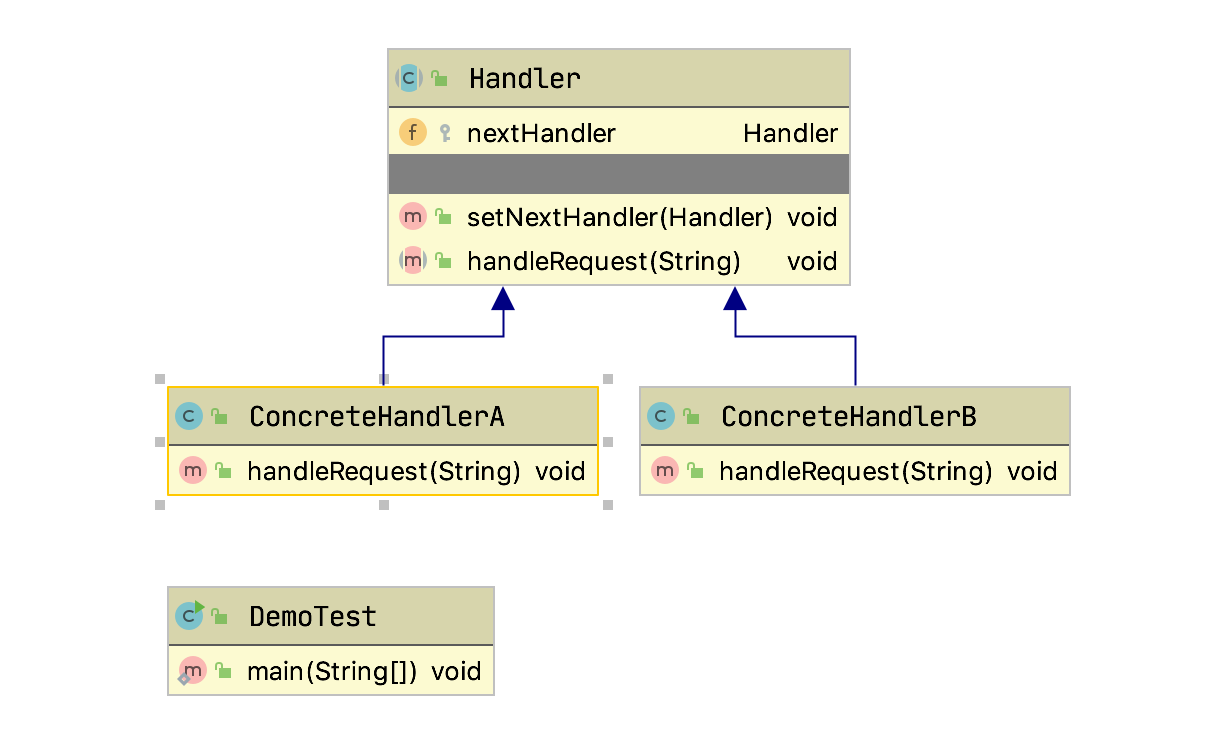 Handler
nextHandler Handler
setNextHandler(Handler) void
handleRequest(String) void
ConcreteHandlerA
handleRequest(String) void
ConcreteHandlerB
handleRequest(String) void
DemoTest
main(String[]) void